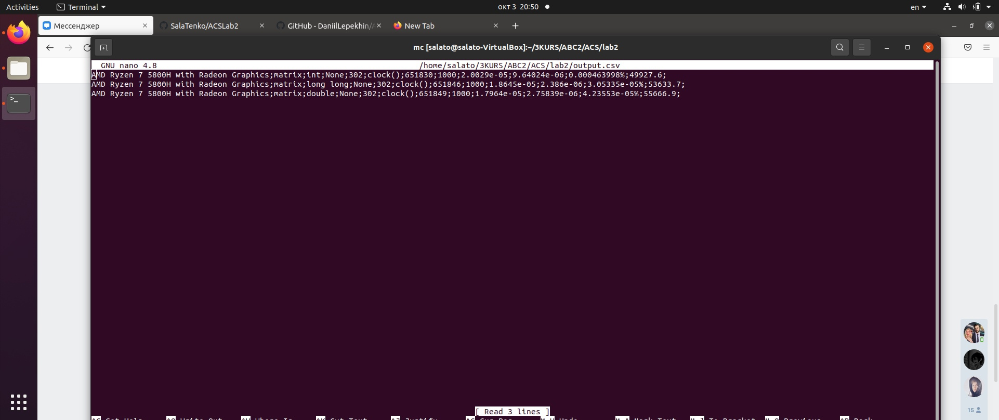 Activities Terminal окт 3 20:50 en
Мессенджер SalaTenko/ACSLab2 GitHub - DaniilLepekhin/ New Tab
mc [salato@salato-VirtualBox]:~/3KURS/ABC2/ACS/lab2
GNU nano 4.8 /home/salato/3KURS/ABC2/ACS/lab2/output.csv
AMD Ryzen 7 5800H with Radeon Graphics;matrix;int;None;302;clock();651830;1000;2.0029e-05;9.64024e-06;0.000463998%;49927.6;
AMD Ryzen 7 5800H with Radeon Graphics;matrix;long long;None;302;clock();651846;1000;1.8645e-05;2.386e-06;3.05335e-05%;53633.7;
AMD Ryzen 7 5800H with Radeon Graphics;matrix;double;None;302;clock();651849;1000;1.7964e-05;2.75839e-06;4.23553e-05%;55666.9;
15
[ Read 3 lines ]